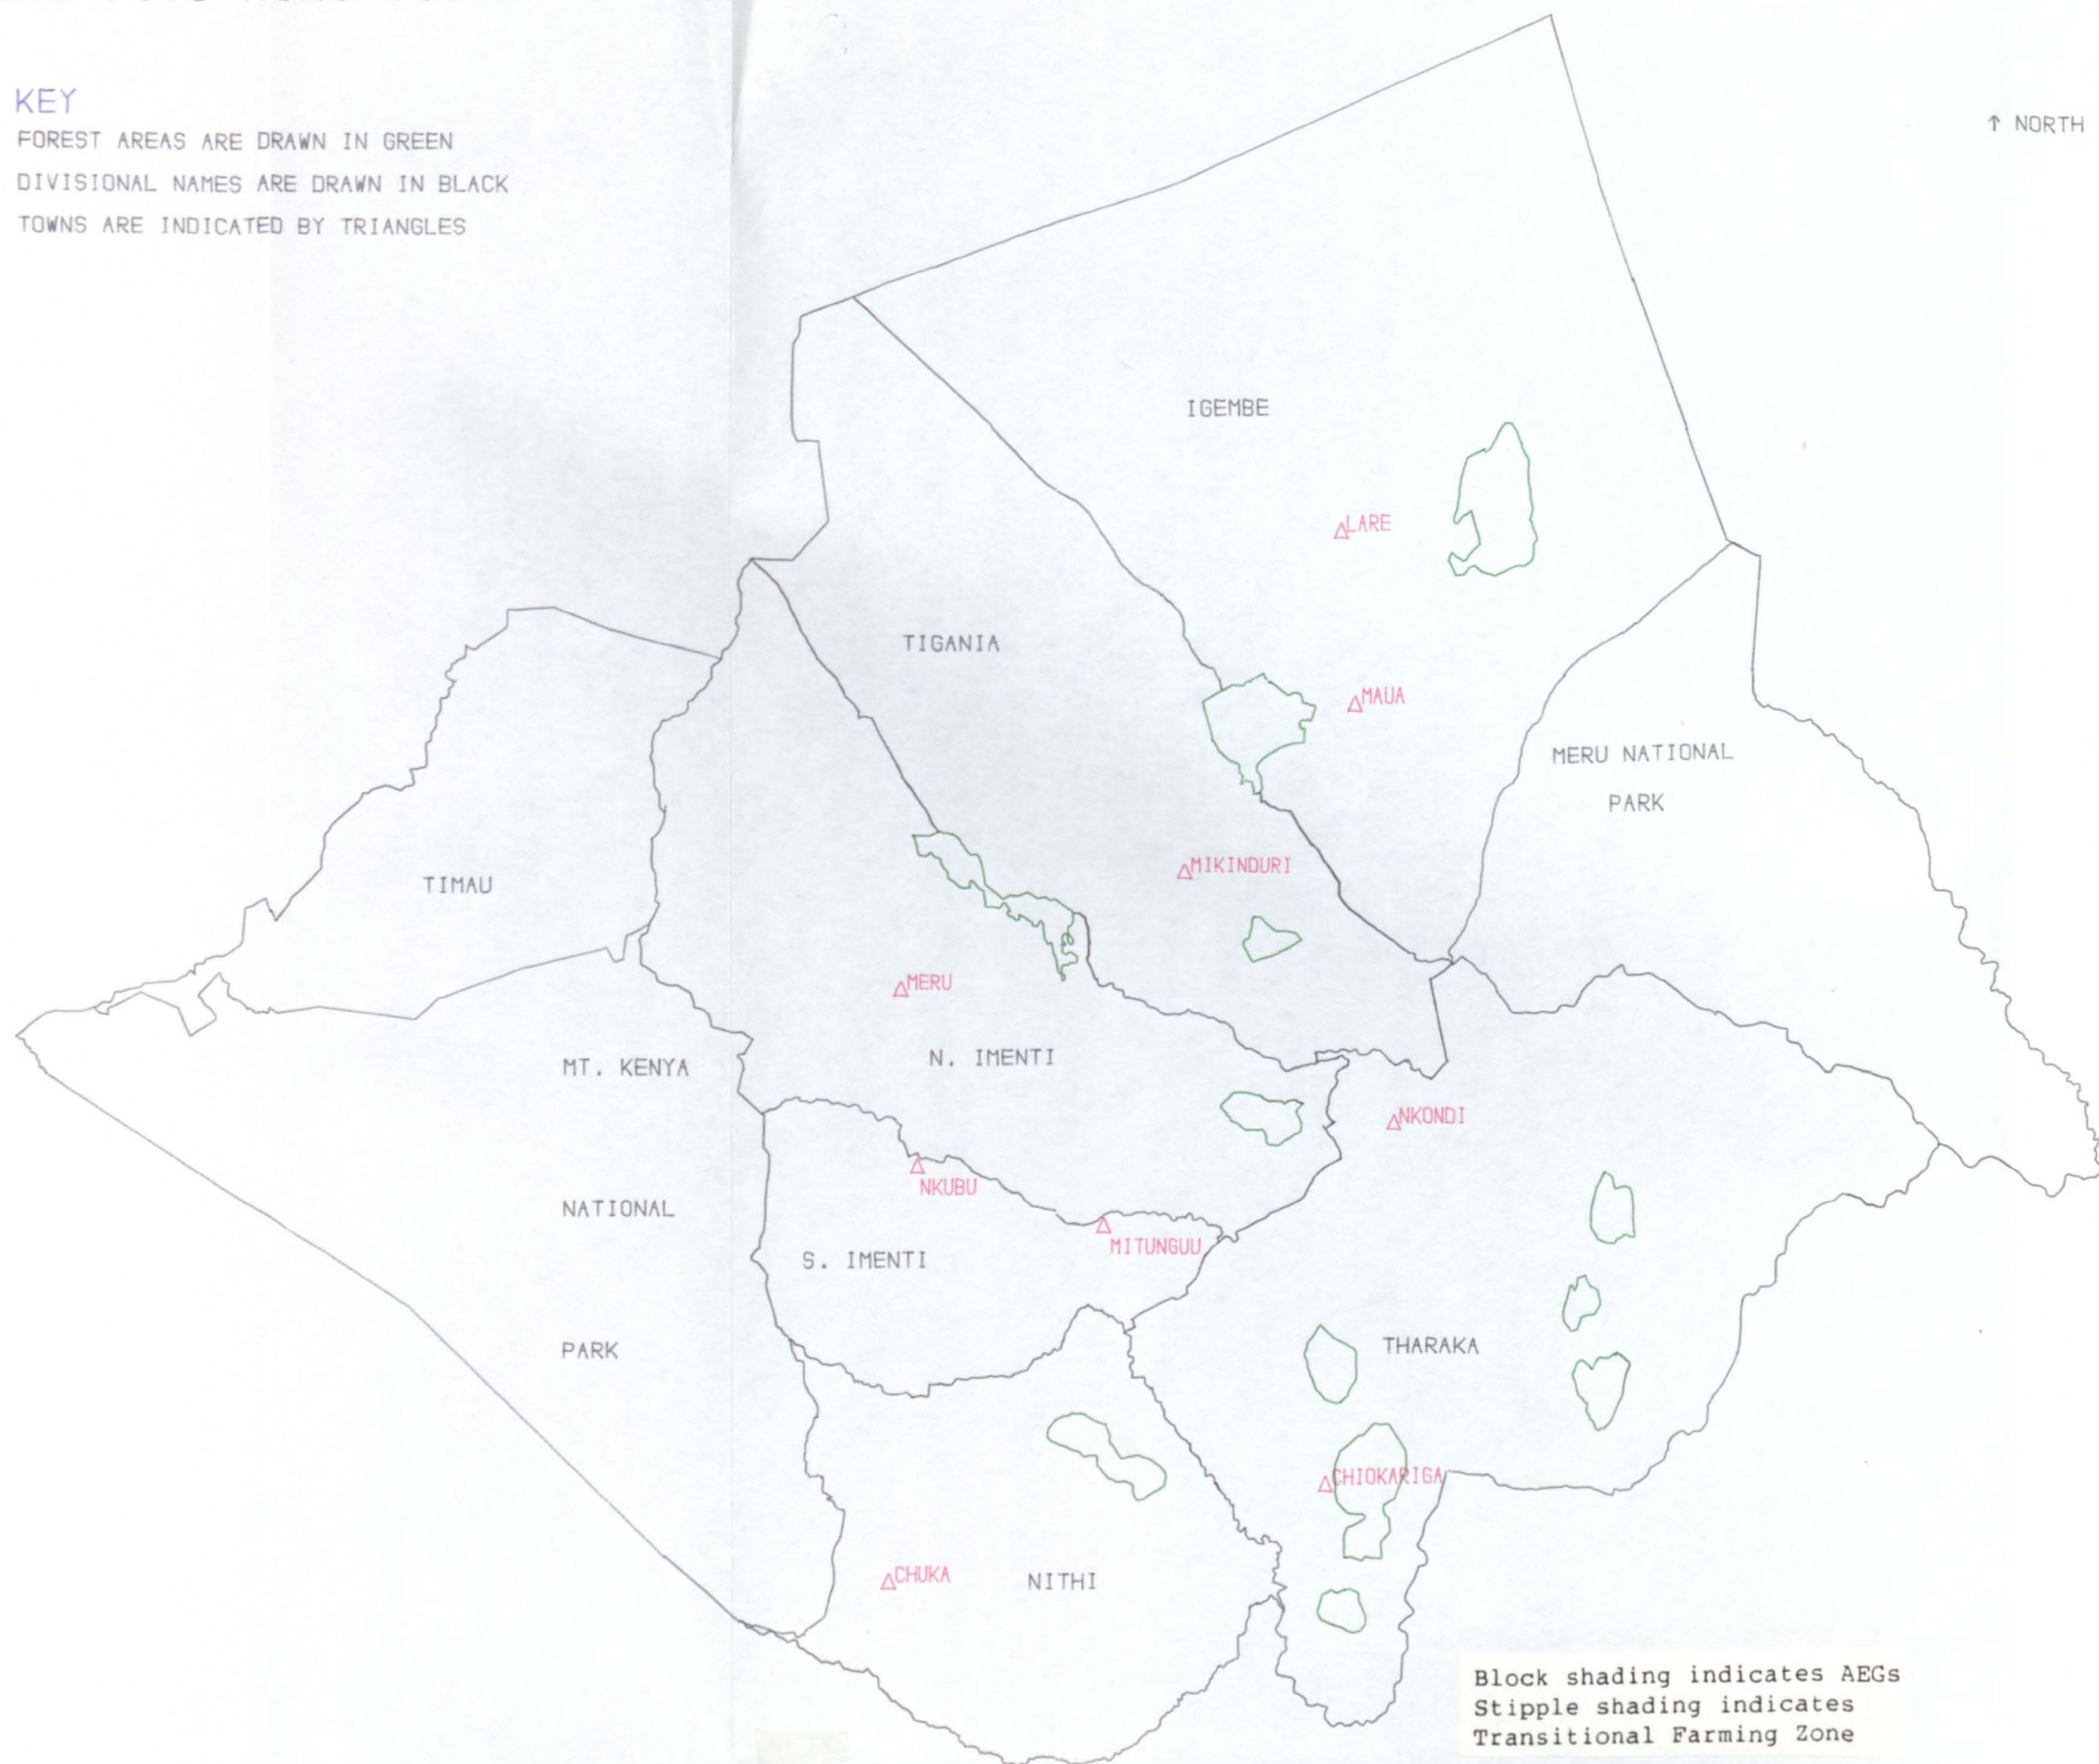 KEY
FOREST AREAS ARE DRAWN IN GREEN
DIVISIONAL NAMES ARE DRAWN IN BLACK
TOWNS ARE INDICATED BY TRIANGLES
↑ NORTH
IGEMBE
LARE
TIGANIA
MAUA
MERU NATIONAL
PARK
MIKINDURI
TIMAU
MERU
N. IMENTI
MT. KENYA
NATIONAL
PARK
NKONDI
NKUBU
MITUNGUU
S. IMENTI
THARAKA
CHIOKARIGA
CHUKA
NITHI
Block shading indicates AEGs
Stipple shading indicates
Transitional Farming Zone